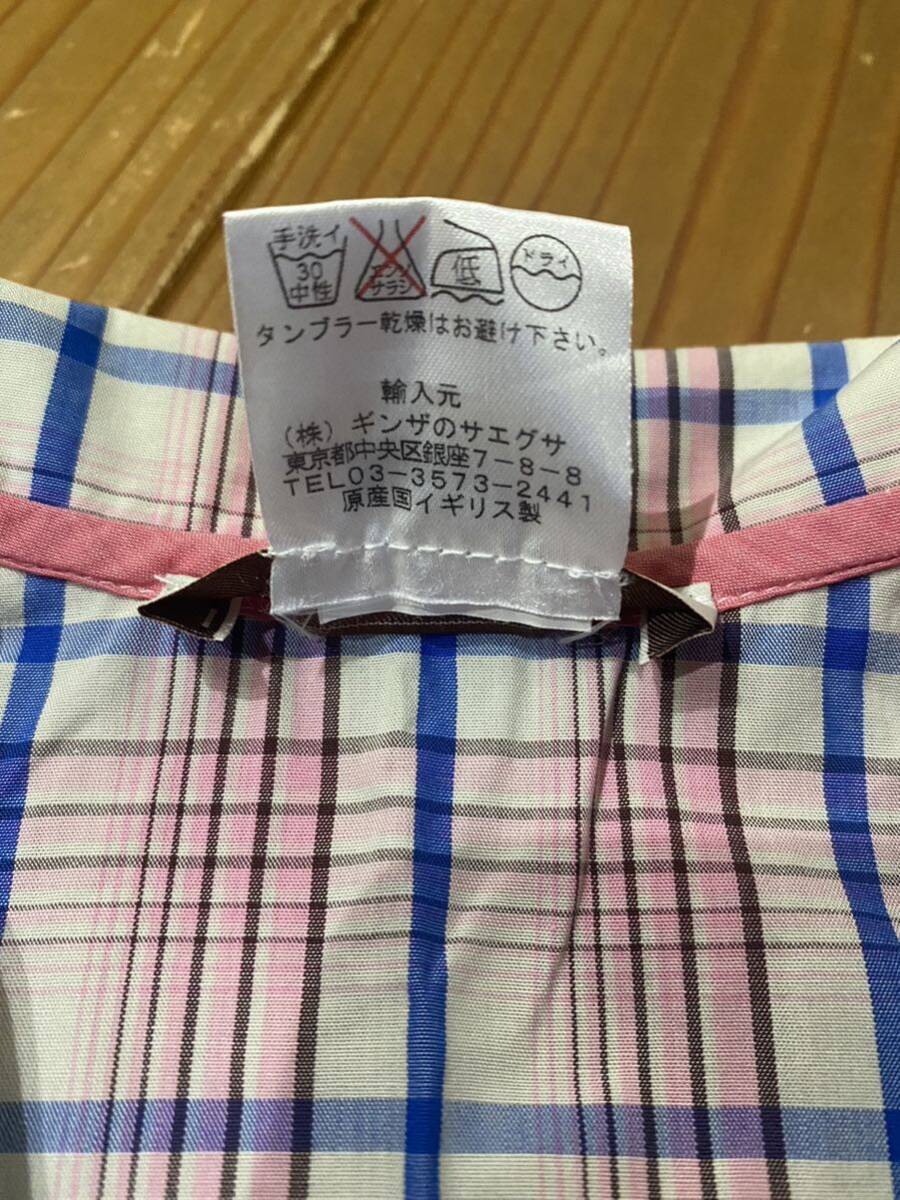 手洗イ
30
中性
エンソ
サラシ
低
ドライ
タンブラー乾燥はお避け下さい。
輸入元
（株）ギンザのサエグサ
東京都中央区銀座7-8-8
TEL03-3573-2441
原産国イギリス製